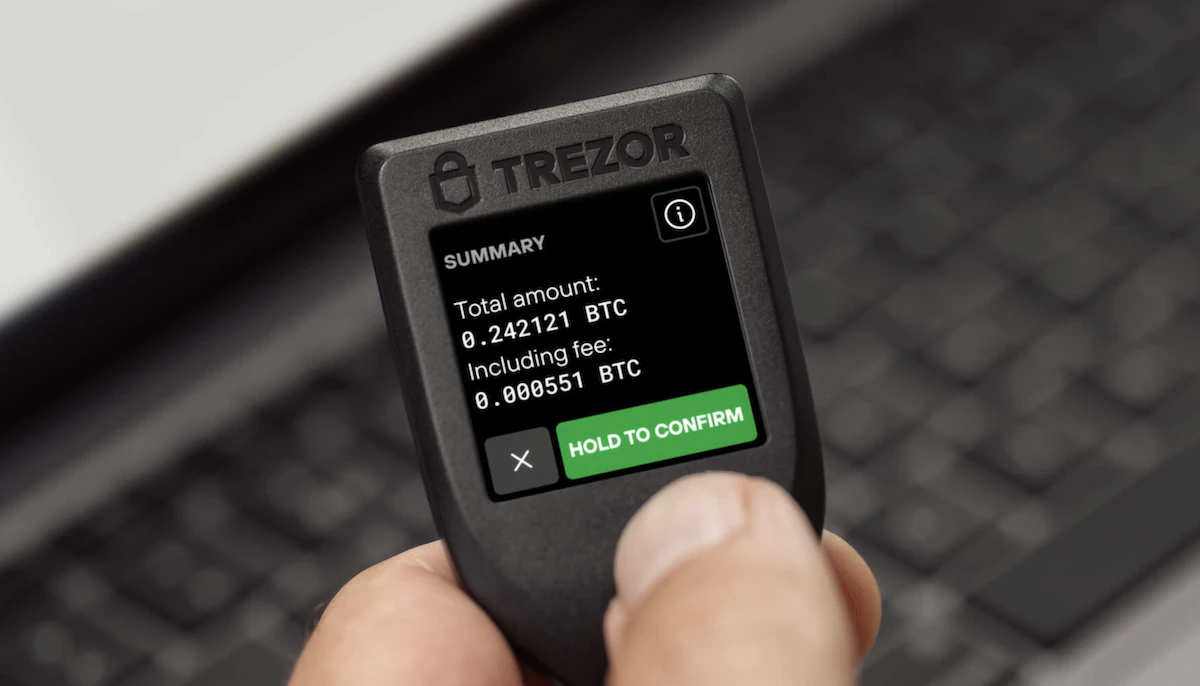 TREZOR
SUMMARY
Total amount:
0.242121 BTC
Including fee:
0.000551 BTC
HOLD TO CONFIRM